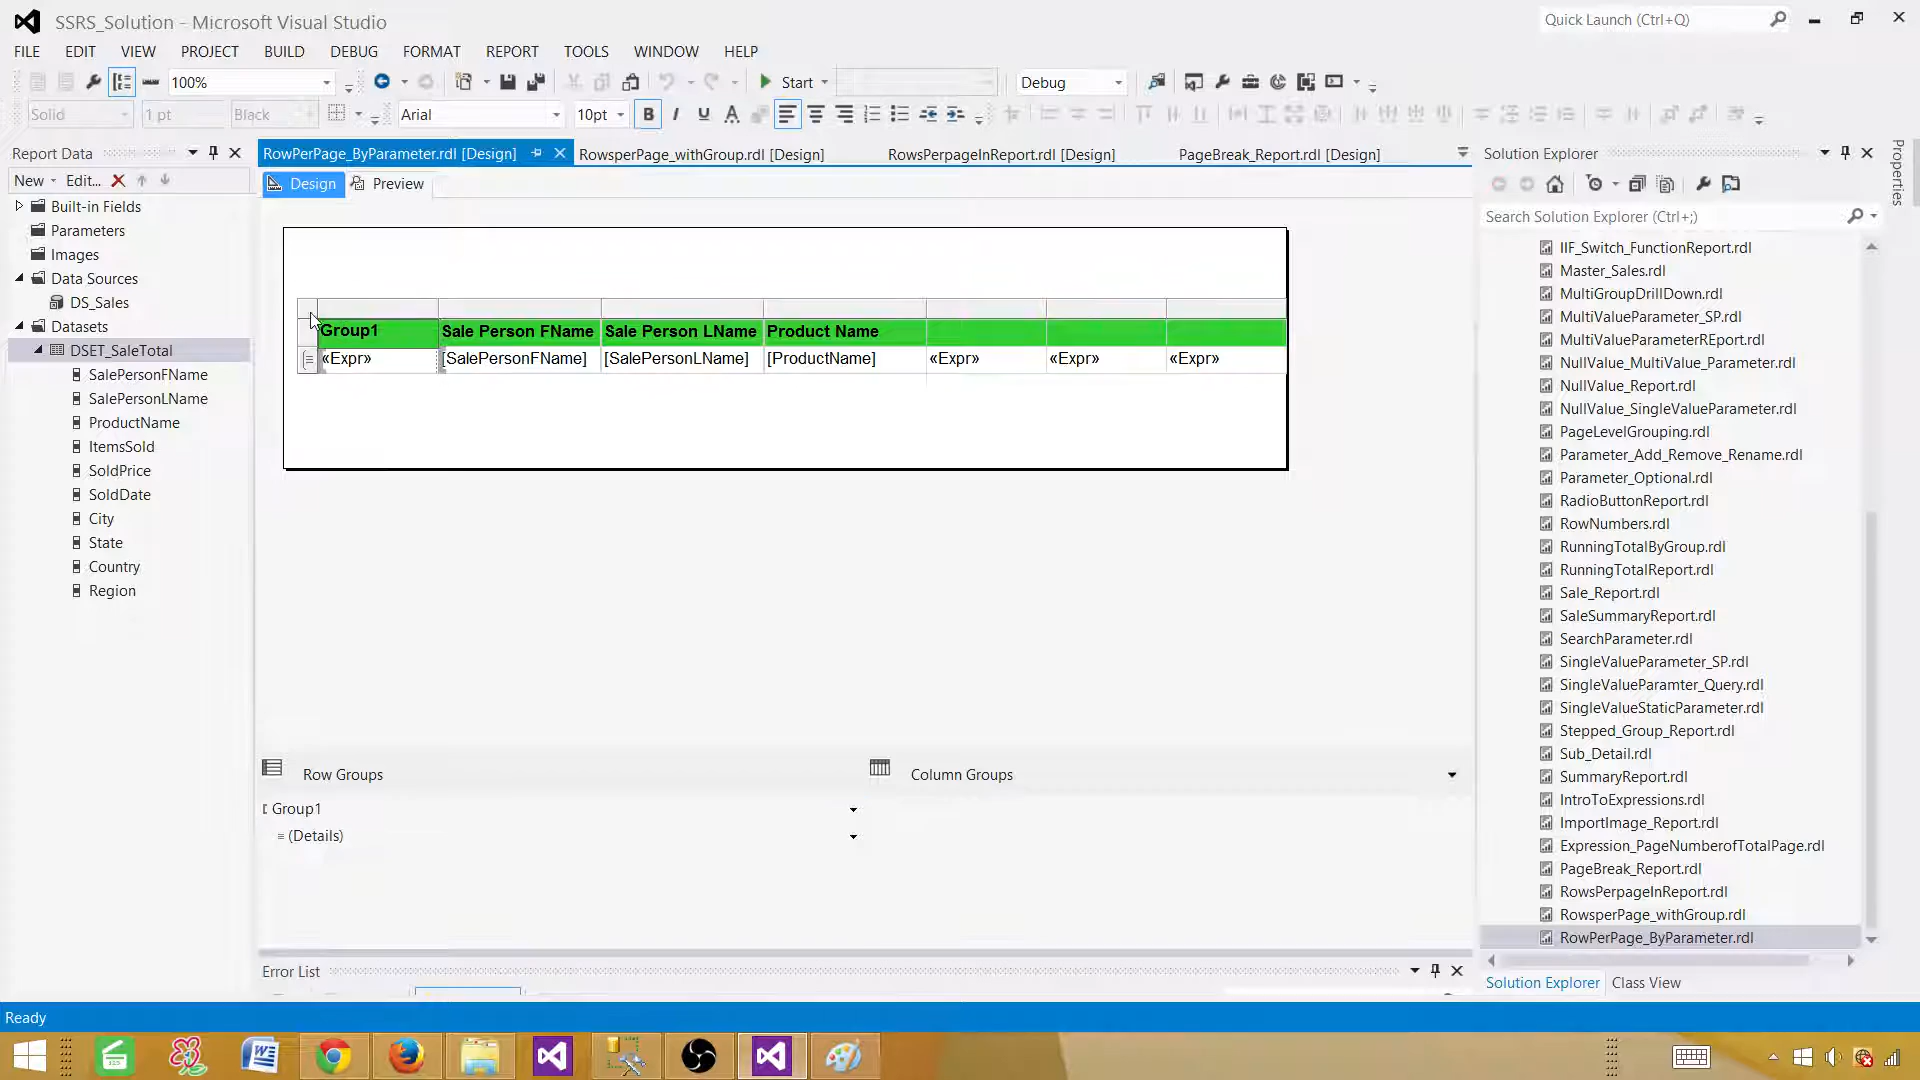 SSRS_Solution - Microsoft Visual Studio
Quick Launch (Ctrl+Q)
FILE EDIT VIEW PROJECT BUILD DEBUG FORMAT REPORT TOOLS WINDOW HELP
100% Start Debug
Solid 1 pt Black Arial 10pt B I U A
Report Data
RowPerPage_ByParameter.rdl [Design] RowsperPage_withGroup.rdl [Design] RowsPerpageInReport.rdl [Design] PageBreak_Report.rdl [Design]
Solution Explorer
Properties
New Edit...
Design Preview
Built-in Fields
Parameters
Images
Data Sources
DS_Sales
Datasets
DSET_SaleTotal
SalePersonFName
SalePersonLName
ProductName
ItemsSold
SoldPrice
SoldDate
City
State
Country
Region
Group1 Sale Person FName Sale Person LName Product Name
«Expr» [SalePersonFName] [SalePersonLName] [ProductName] «Expr» «Expr» «Expr»
Row Groups
Column Groups
Group1
(Details)
Error List
Search Solution Explorer (Ctrl+;)
IIF_Switch_FunctionReport.rdl
Master_Sales.rdl
MultiGroupDrillDown.rdl
MultiValueParameter_SP.rdl
MultiValueParameterREport.rdl
NullValue_MultiValue_Parameter.rdl
NullValue_Report.rdl
NullValue_SingleValueParameter.rdl
PageLevelGrouping.rdl
Parameter_Add_Remove_Rename.rdl
Parameter_Optional.rdl
RadioButtonReport.rdl
RowNumbers.rdl
RunningTotalByGroup.rdl
RunningTotalReport.rdl
Sale_Report.rdl
SaleSummaryReport.rdl
SearchParameter.rdl
SingleValueParameter_SP.rdl
SingleValueParamter_Query.rdl
SingleValueStaticParameter.rdl
Stepped_Group_Report.rdl
Sub_Detail.rdl
SummaryReport.rdl
IntroToExpressions.rdl
ImportImage_Report.rdl
Expression_PageNumberofTotalPage.rdl
PageBreak_Report.rdl
RowsPerpageInReport.rdl
RowsperPage_withGroup.rdl
RowPerPage_ByParameter.rdl
Solution Explorer Class View
Ready